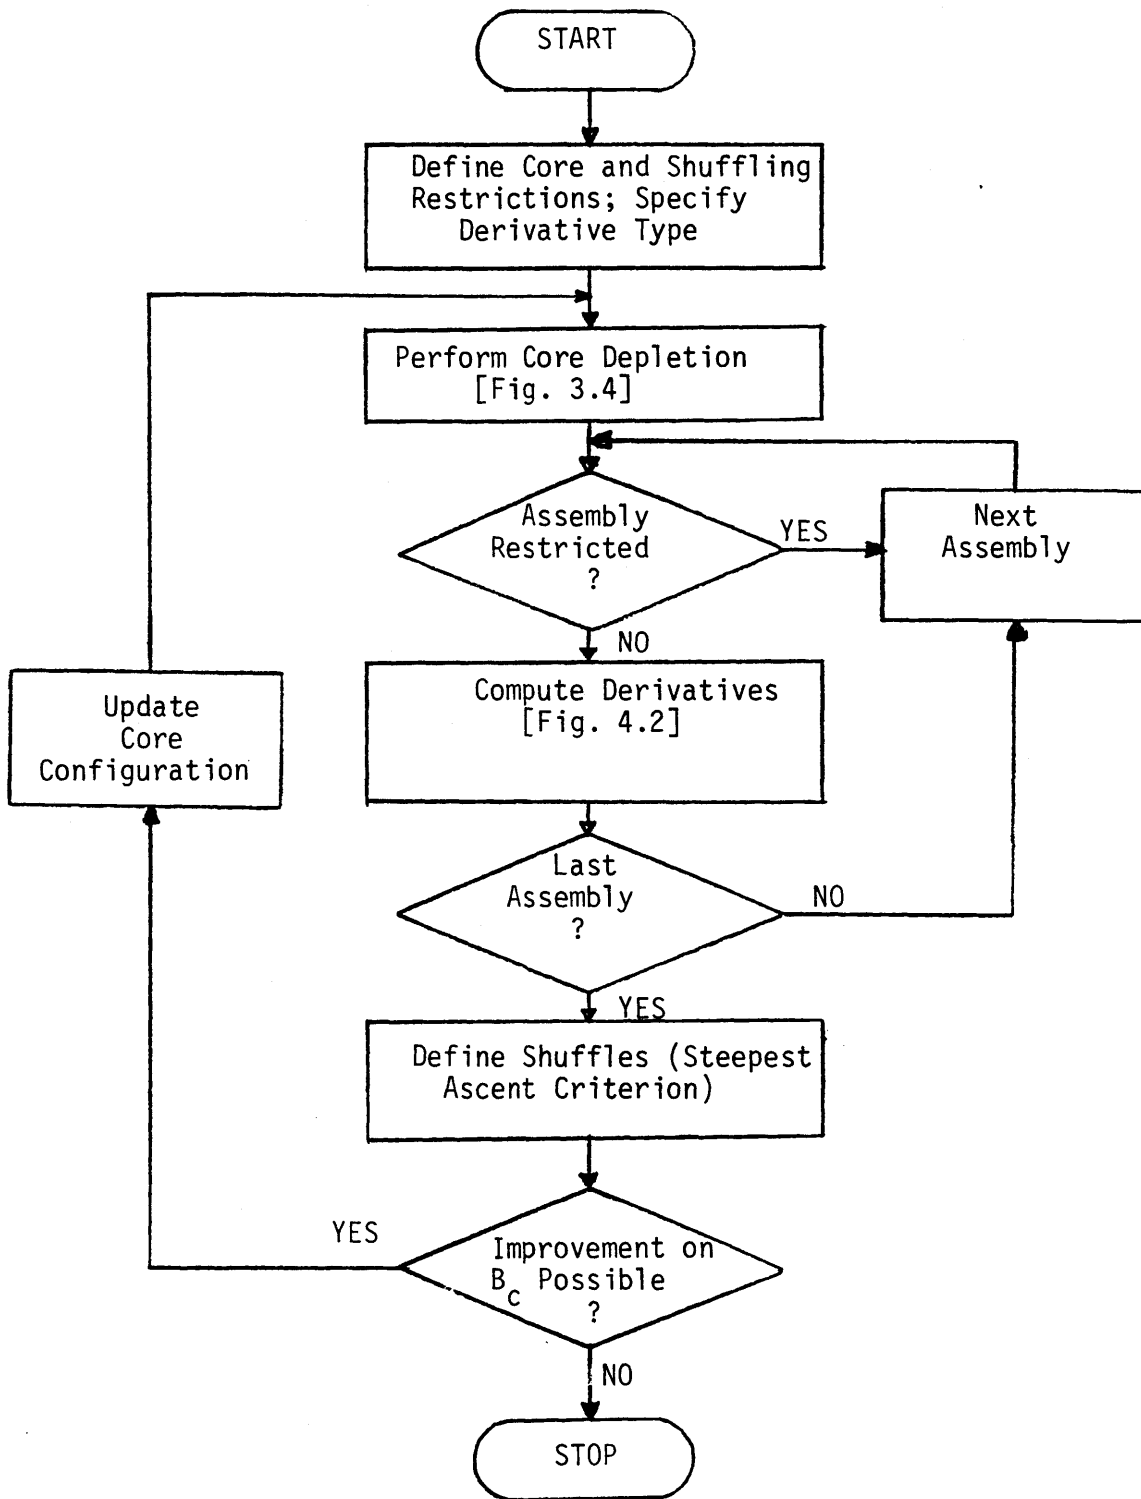 START
Define Core and Shuffling
Restrictions; Specify
Derivative Type
Perform Core Depletion
[Fig. 3.4]
Assembly
Restricted
?
YES
Next
Assembly
NO
Compute Derivatives
[Fig. 4.2]
Update
Core
Configuration
Last
Assembly
?
NO
YES
Define Shuffles (Steepest
Ascent Criterion)
YES
Improvement on
B_c Possible
?
NO
STOP